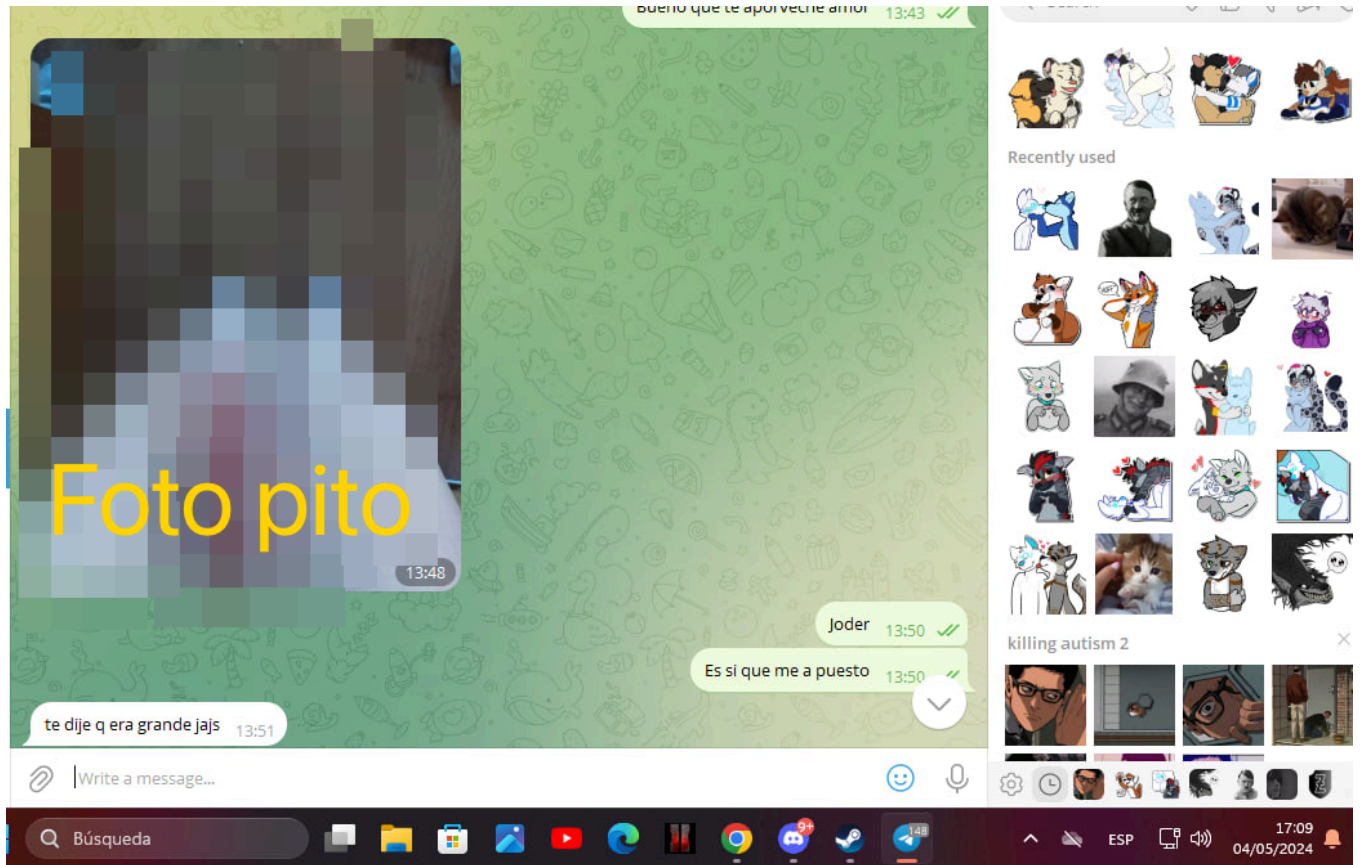 Bueno que te aporveche amor 13:43
Foto pito
13:48
Joder 13:50
Es si que me a puesto 13:50
te dije q era grande jajs 13:51
Write a message...
Recently used
killing autism 2
Búsqueda
9+
148
ESP
17:09
04/05/2024